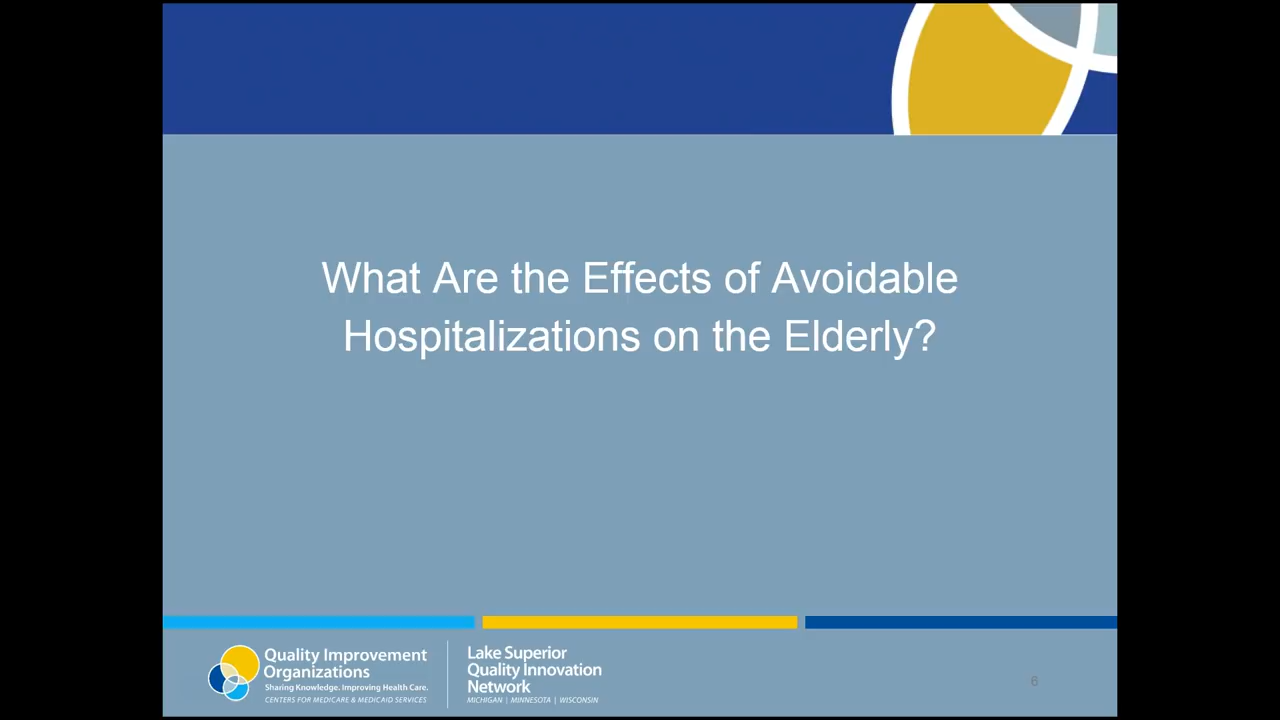 What Are the Effects of Avoidable
Hospitalizations on the Elderly?
Quality Improvement
Organizations
Sharing Knowledge. Improving Health Care.
CENTERS FOR MEDICARE & MEDICAID SERVICES
Lake Superior
Quality Innovation
Network
MICHIGAN | MINNESOTA | WISCONSIN
6